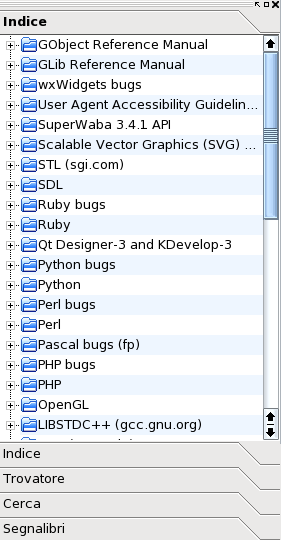 Indice
GObject Reference Manual
GLib Reference Manual
wxWidgets bugs
User Agent Accessibility Guidelin...
SuperWaba 3.4.1 API
Scalable Vector Graphics (SVG) ...
STL (sgi.com)
SDL
Ruby bugs
Ruby
Qt Designer-3 and KDevelop-3
Python bugs
Python
Perl bugs
Perl
Pascal bugs (fp)
PHP bugs
PHP
OpenGL
LIBSTDC++ (gcc.gnu.org)
Indice
Trovatore
Cerca
Segnalibri